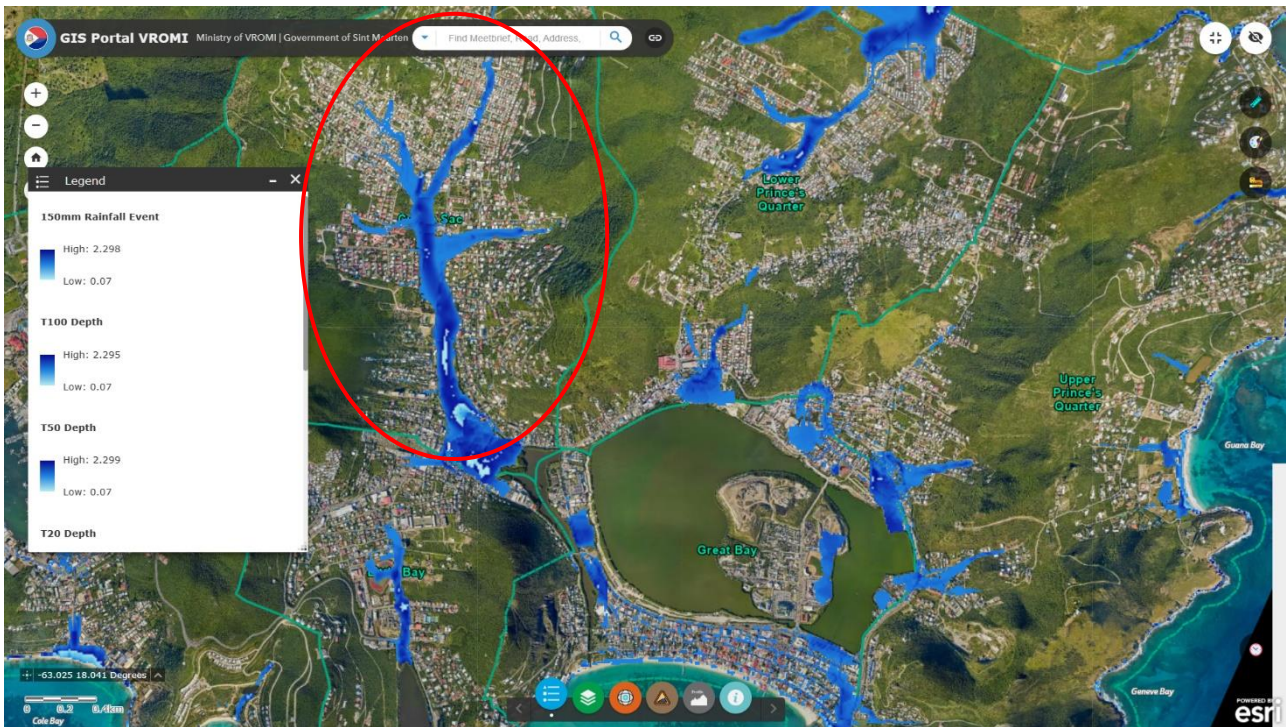 GIS Portal VROMI Ministry of VROMI | Government of Sint Maarten
Find Meetbrief, Road, Address,
Legend
150mm Rainfall Event
High: 2.298
Low: 0.07
T100 Depth
High: 2.295
Low: 0.07
T50 Depth
High: 2.299
Low: 0.07
T20 Depth
Sac
Lower
Prince's
Quarter
Upper
Prince's
Quarter
Guana Bay
Great Bay
Bay
-63.025 18.041 Degrees
0 0.2 0.4km
Cole Bay
Geneve Bay
POWERED BY
esri